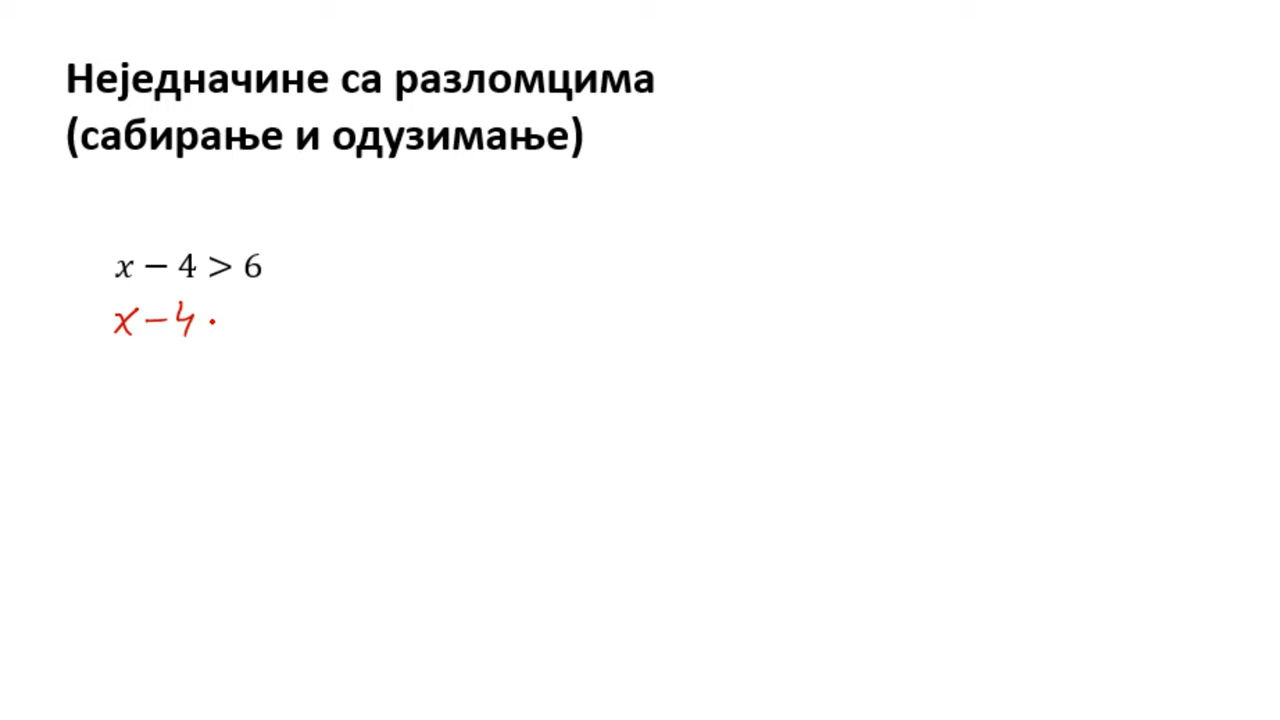 Неједначине са разломцима
(сабирање и одузимање)
x − 4 > 6
x − 4 ·